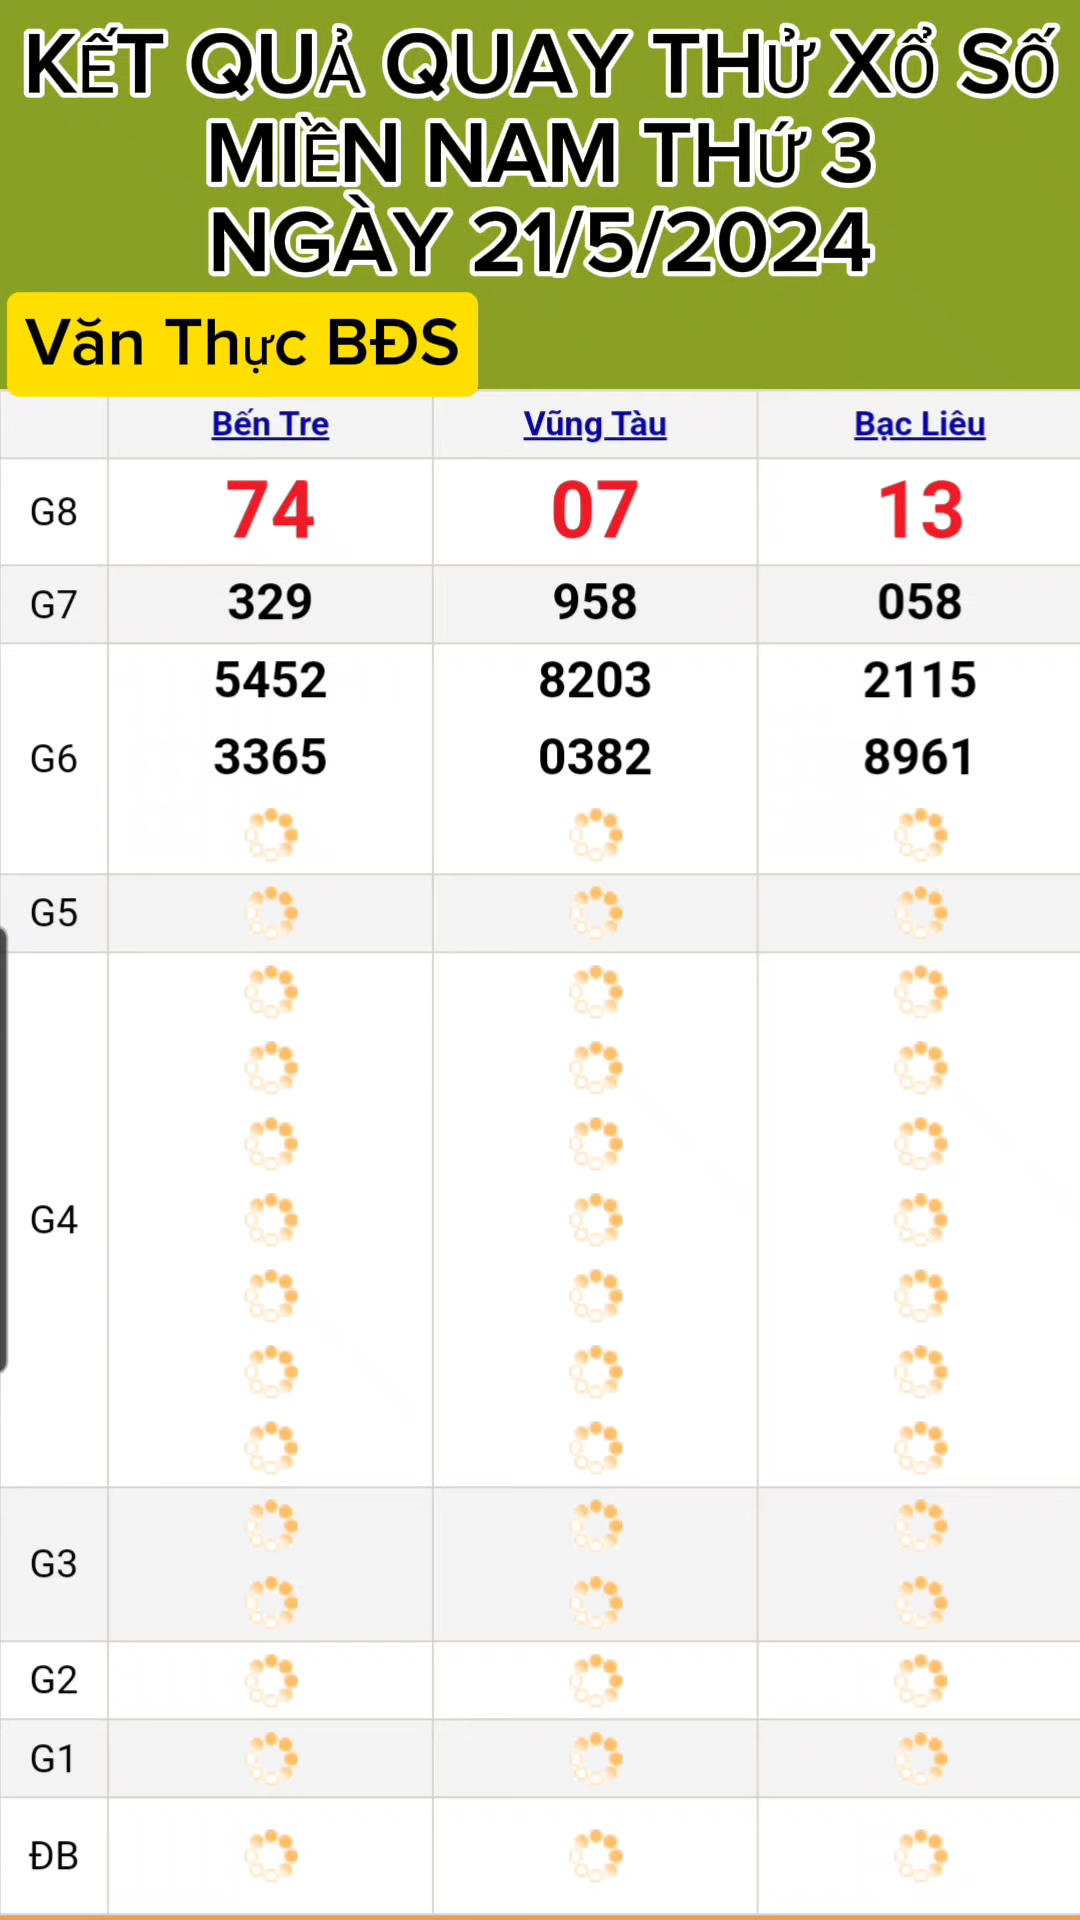 KẾT QUẢ QUAY THỬ XỔ SỐ
MIỀN NAM THỨ 3
NGÀY 21/5/2024
Văn Thực BĐS
Bến Tre Vũng Tàu Bạc Liêu
G8 74 07 13
G7 329 958 058
5452 8203 2115
G6 3365 0382 8961
G5
G4
G3
G2
G1
ĐB